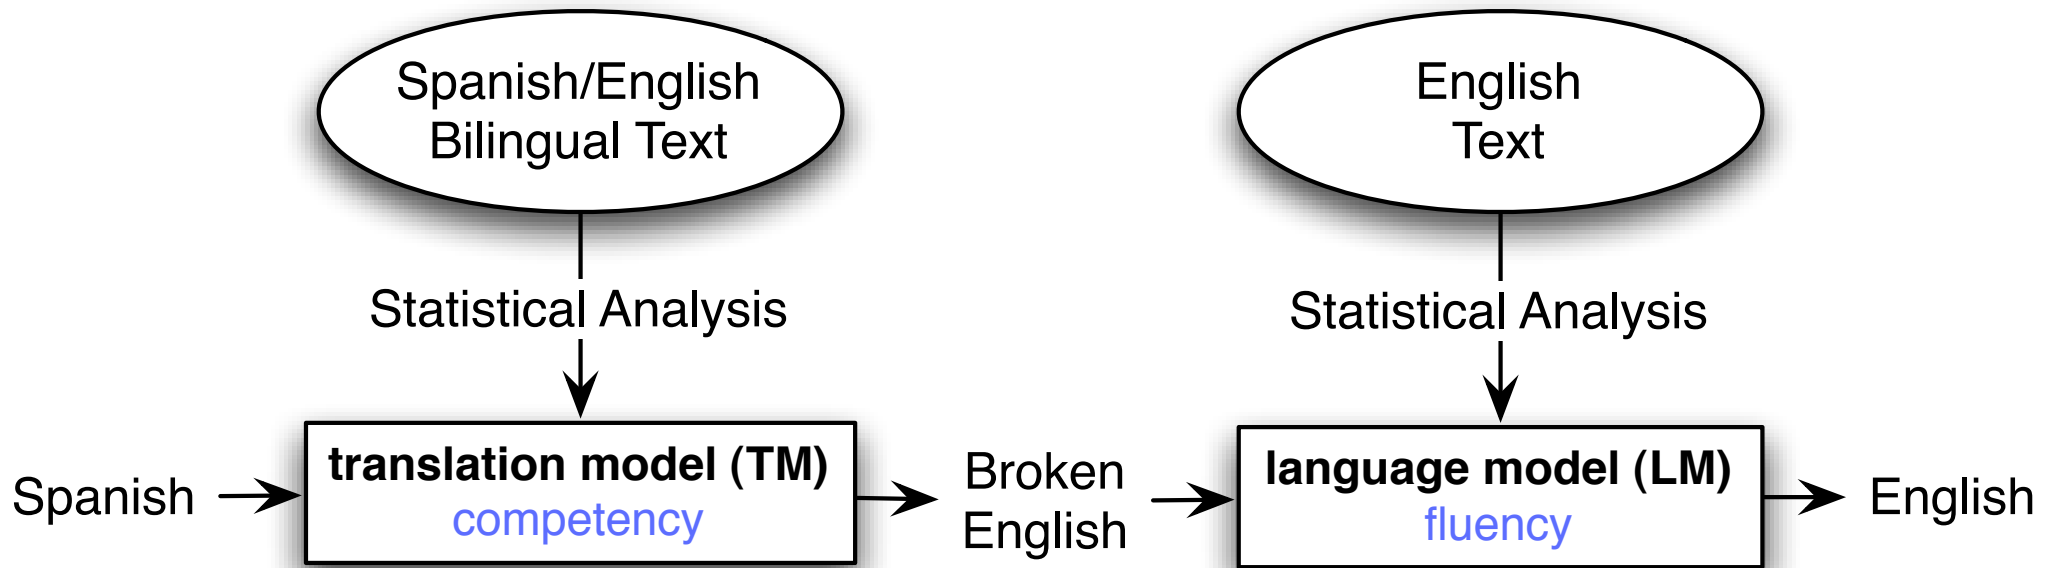 Spanish/English
Bilingual Text
English
Text
Statistical Analysis
Statistical Analysis
Spanish
translation model (TM)
competency
Broken
English
language model (LM)
fluency
English